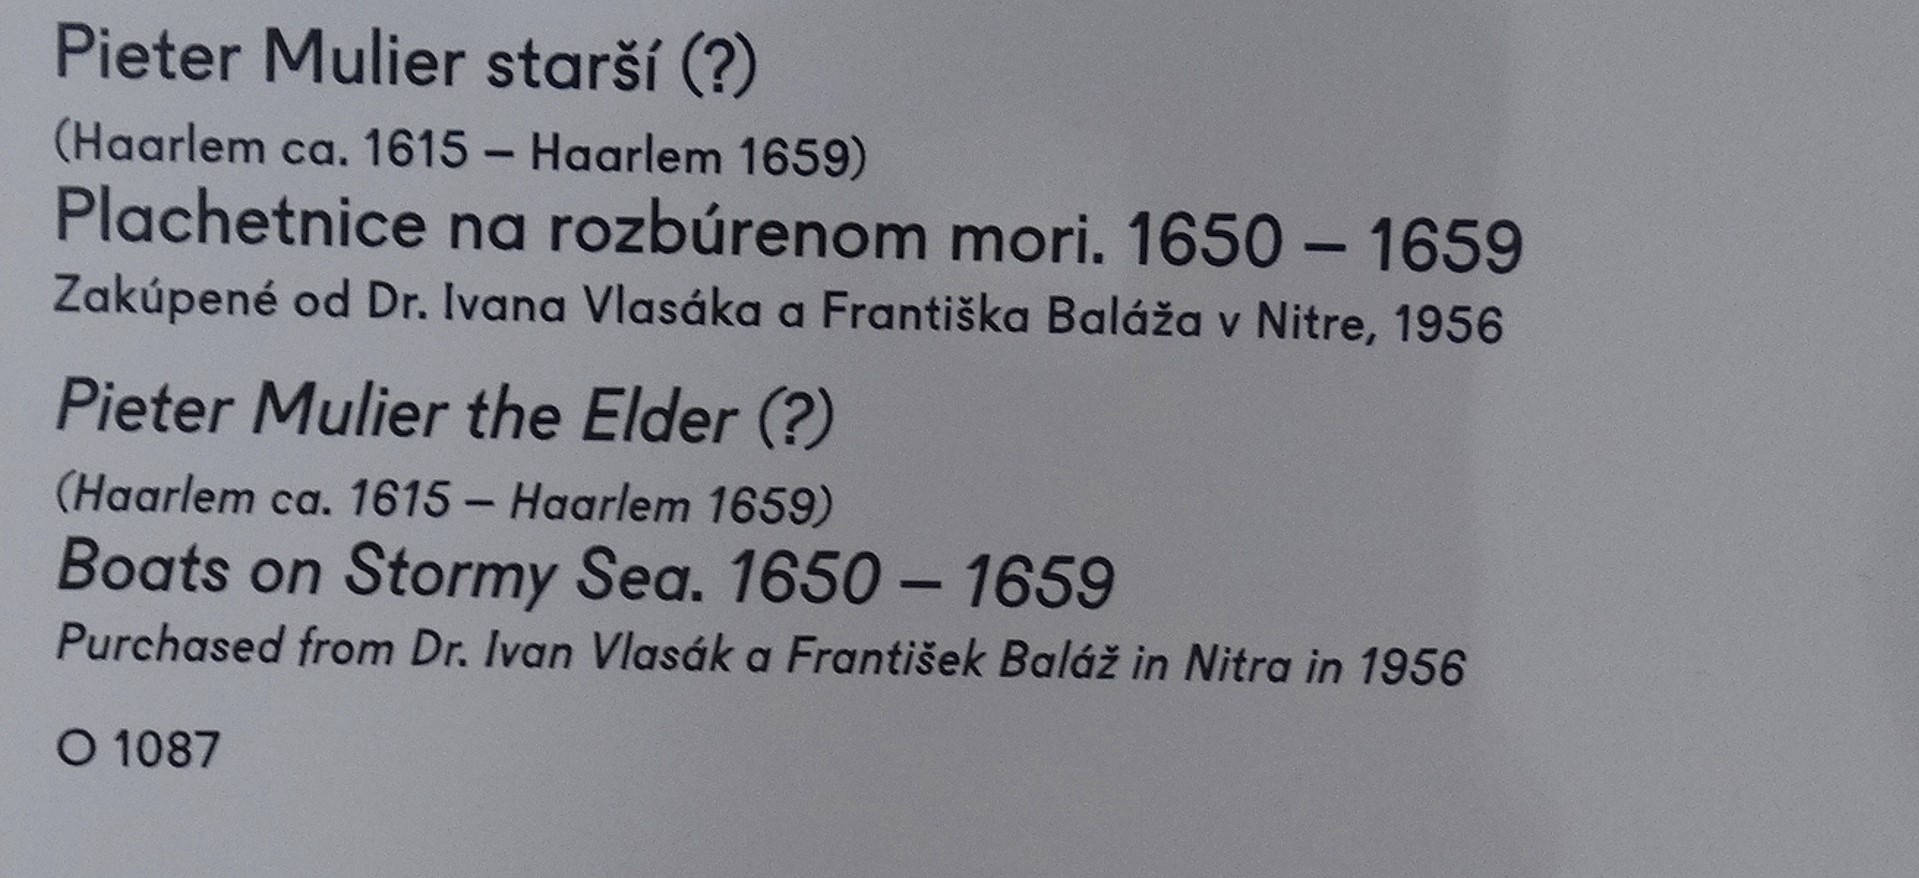 Pieter Mulier starší (?)
(Haarlem ca. 1615 – Haarlem 1659)
Plachetnice na rozbúrenom mori. 1650 – 1659
Zakúpené od Dr. Ivana Vlasáka a Františka Baláža v Nitre, 1956
Pieter Mulier the Elder (?)
(Haarlem ca. 1615 – Haarlem 1659)
Boats on Stormy Sea. 1650 – 1659
Purchased from Dr. Ivan Vlasák a František Baláž in Nitra in 1956
O 1087